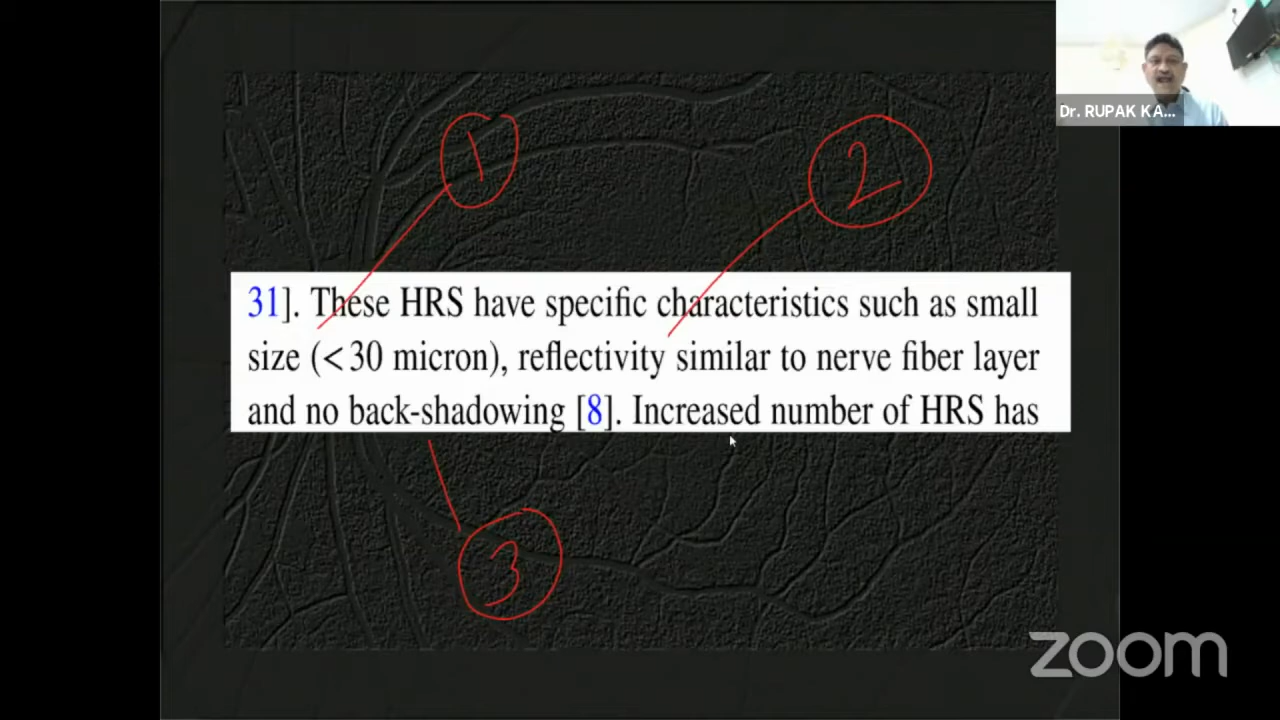 Dr. RUPAK KA...
1
2
31]. These HRS have specific characteristics such as small
size (<30 micron), reflectivity similar to nerve fiber layer
and no back-shadowing [8]. Increased number of HRS has
3
zoom